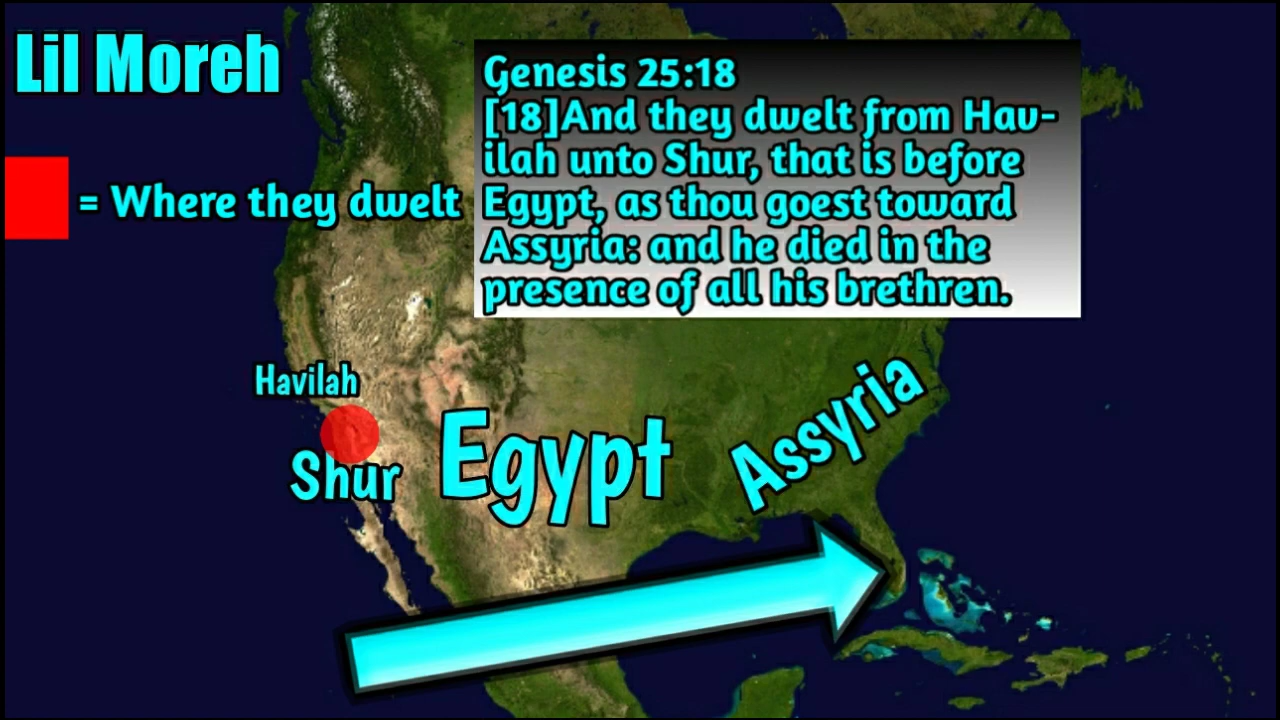 Lil Moreh
Genesis 25:18
[18]And they dwelt from Hav-
ilah unto Shur, that is before
Egypt, as thou goest toward
Assyria: and he died in the
presence of all his brethren.
= Where they dwelt
Havilah
Shur
Egypt
Assyria